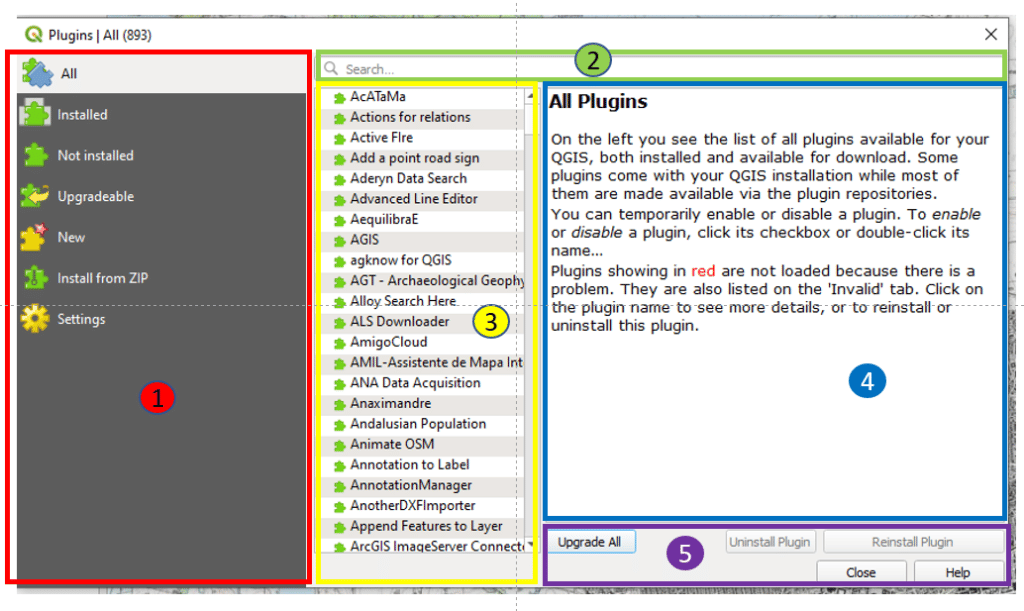 Plugins | All (893)
All
Installed
Not installed
Upgradeable
New
Install from ZIP
Settings
1
Search...
2
AcATaMa
Actions for relations
Active FIre
Add a point road sign
Aderyn Data Search
Advanced Line Editor
AequilibraE
AGIS
agknow for QGIS
AGT - Archaeological Geophy
Alloy Search Here
ALS Downloader
AmigoCloud
AMIL-Assistente de Mapa Int
ANA Data Acquisition
Anaximandre
Andalusian Population
Animate OSM
Annotation to Label
AnnotationManager
AnotherDXFImporter
Append Features to Layer
ArcGIS ImageServer Connecto
3
All Plugins
On the left you see the list of all plugins available for your
QGIS, both installed and available for download. Some
plugins come with your QGIS installation while most of
them are made available via the plugin repositories.
You can temporarily enable or disable a plugin. To enable
or disable a plugin, click its checkbox or double-click its
name...
Plugins showing in red are not loaded because there is a
problem. They are also listed on the 'Invalid' tab. Click on
the plugin name to see more details, or to reinstall or
uninstall this plugin.
4
Upgrade All
5
Uninstall Plugin
Reinstall Plugin
Close
Help